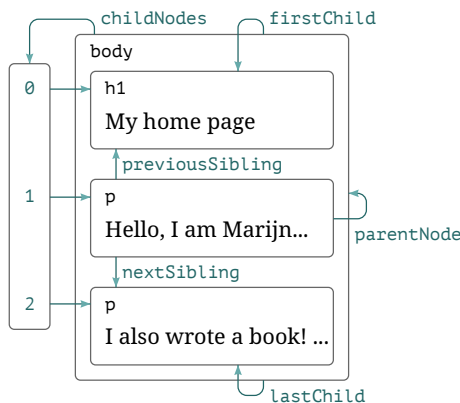 childNodes
firstChild
body
0
h1
My home page
previousSibling
1
p
Hello, I am Marijn...
parentNode
nextSibling
2
p
I also wrote a book! ...
lastChild